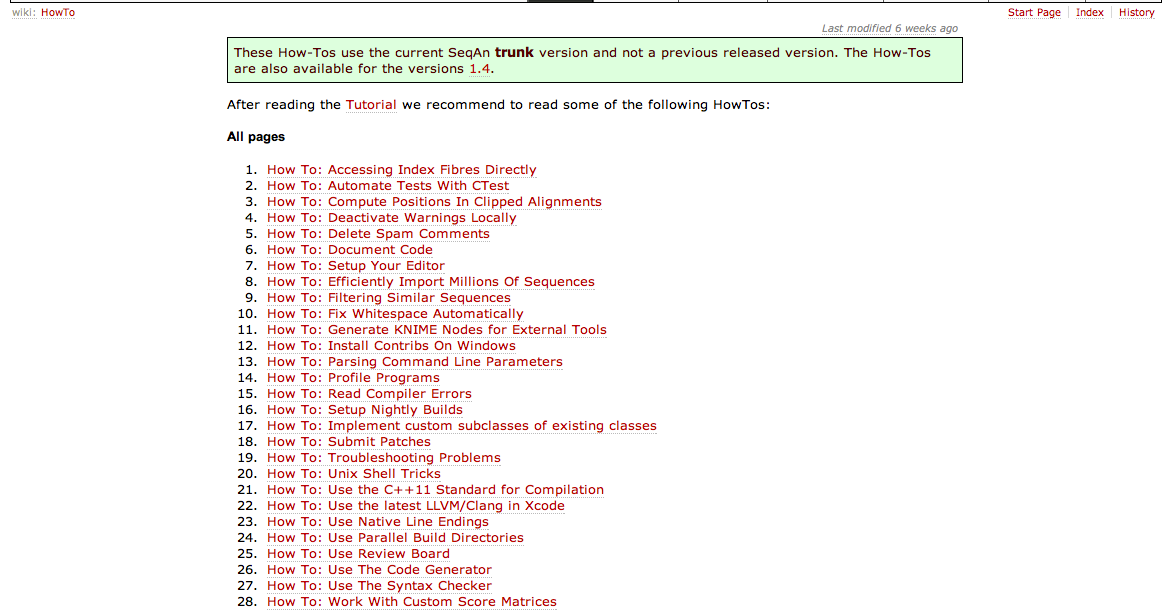 wiki: HowTo
Start Page Index History
Last modified 6 weeks ago
These How-Tos use the current SeqAn trunk version and not a previous released version. The How-Tos
are also available for the versions 1.4.
After reading the Tutorial we recommend to read some of the following HowTos:
All pages
1. How To: Accessing Index Fibres Directly
2. How To: Automate Tests With CTest
3. How To: Compute Positions In Clipped Alignments
4. How To: Deactivate Warnings Locally
5. How To: Delete Spam Comments
6. How To: Document Code
7. How To: Setup Your Editor
8. How To: Efficiently Import Millions Of Sequences
9. How To: Filtering Similar Sequences
10. How To: Fix Whitespace Automatically
11. How To: Generate KNIME Nodes for External Tools
12. How To: Install Contribs On Windows
13. How To: Parsing Command Line Parameters
14. How To: Profile Programs
15. How To: Read Compiler Errors
16. How To: Setup Nightly Builds
17. How To: Implement custom subclasses of existing classes
18. How To: Submit Patches
19. How To: Troubleshooting Problems
20. How To: Unix Shell Tricks
21. How To: Use the C++11 Standard for Compilation
22. How To: Use the latest LLVM/Clang in Xcode
23. How To: Use Native Line Endings
24. How To: Use Parallel Build Directories
25. How To: Use Review Board
26. How To: Use The Code Generator
27. How To: Use The Syntax Checker
28. How To: Work With Custom Score Matrices